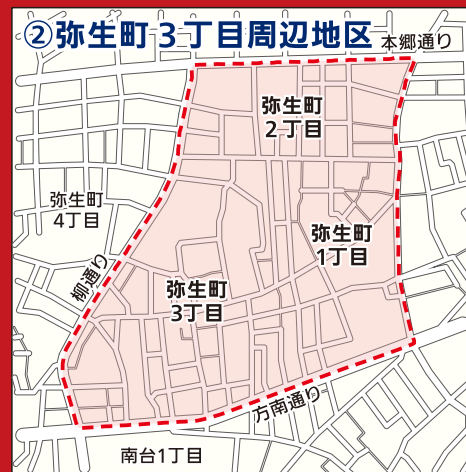 ②弥生町3丁目周辺地区
本郷通り
弥生町
2丁目
弥生町
4丁目
弥生町
1丁目
柳通り
弥生町
3丁目
方南通り
南台1丁目